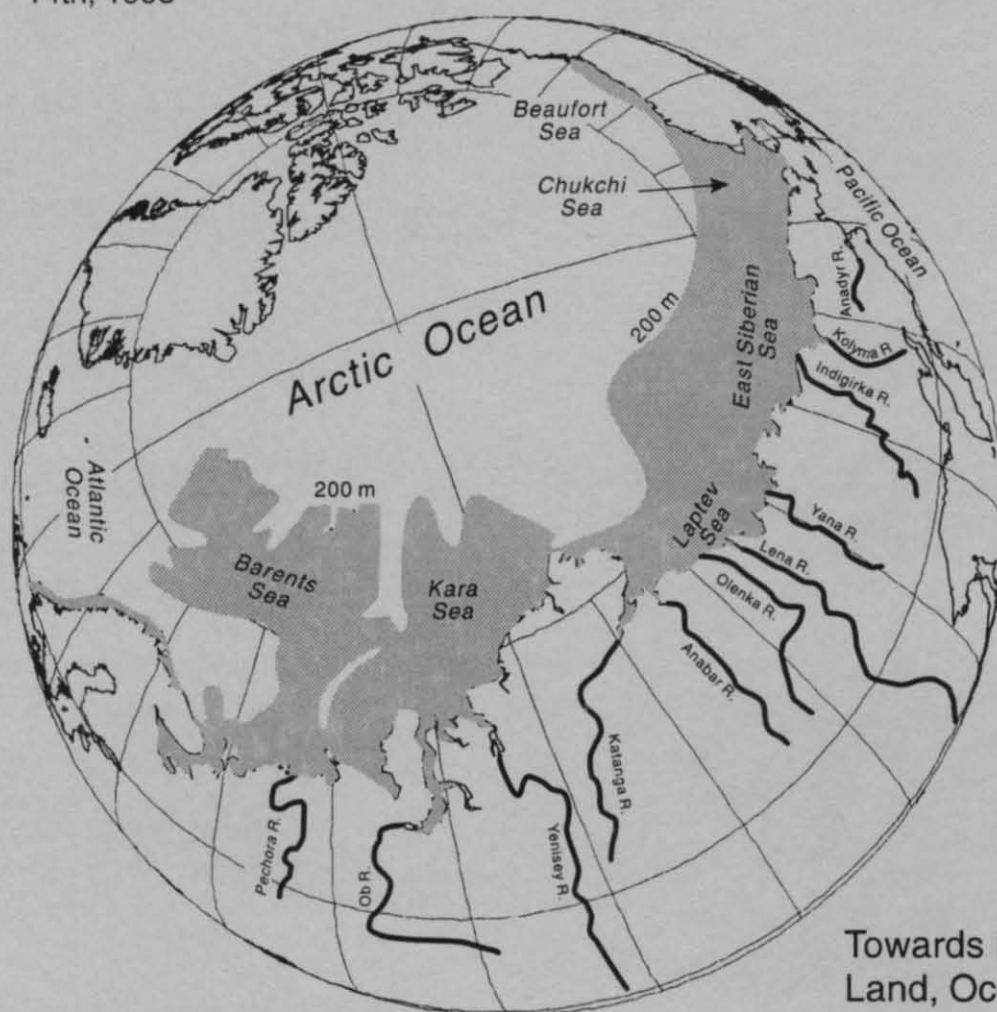 Beaufort
Sea
Chukchi
Sea
Pacific Ocean
Anadyr R.
200 m
Arctic Ocean
East Siberian
Sea
Kolyma R
Indigirka R.
Atlantic
Ocean
200 m
Laptev
Sea
Yana R.
Lena R.
Olenka R.
Barents
Sea
Kara
Sea
Anabar R.
Katanga R.
Pechora R.
Ob R.
Yenisey R.
Towards
Land, Oc